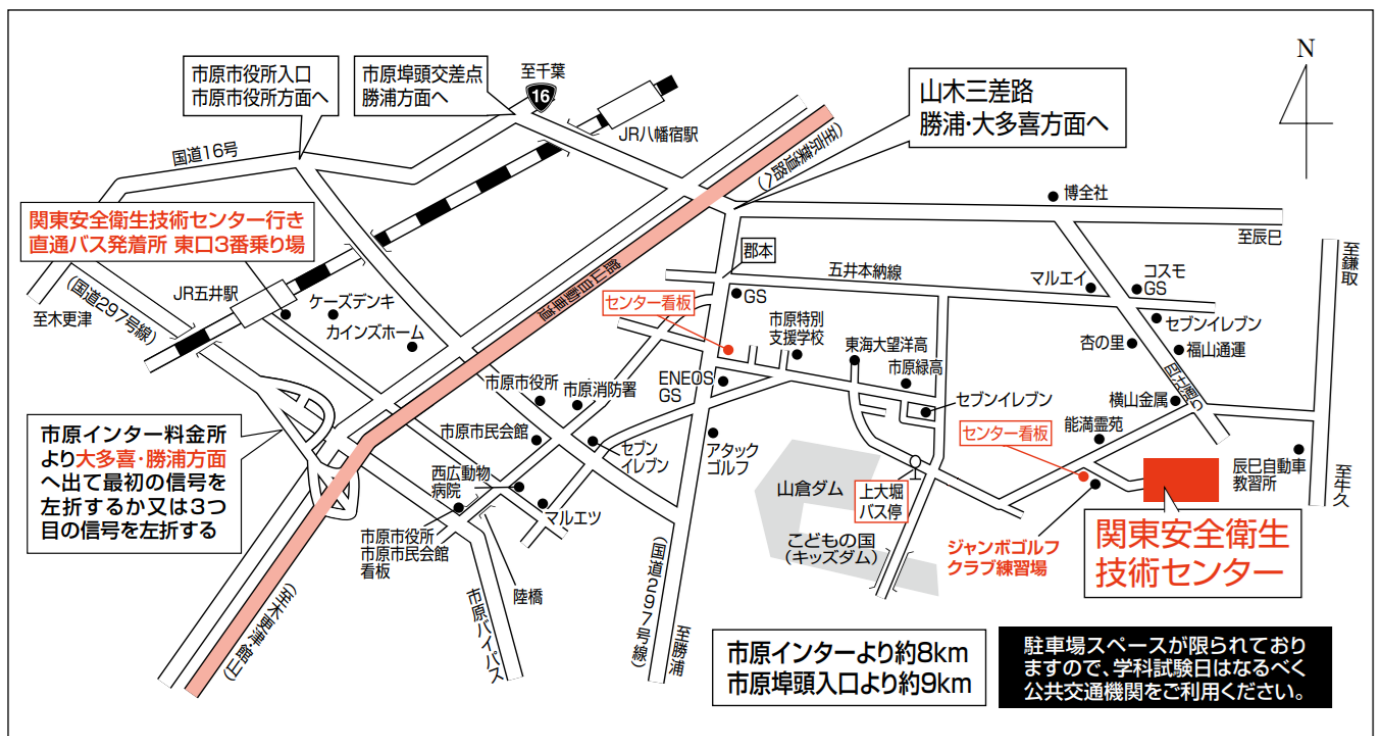 市原市役所入口
市原市役所方面へ
市原埠頭交差点
勝浦方面へ
至千葉
16
JR八幡宿駅
山木三差路
勝浦・大多喜方面へ
N
国道16号
(至京葉道路へ)
博全社
至辰巳
関東安全衛生技術センター行き
直通バス発着所 東口3番乗り場
郡本
五井本納線
マルエイ
コスモ
GS
至鎌取
(国道297号線)
JR五井駅
ケーズデンキ
カインズホーム
至木更津
館山自動車道
センター看板
GS
市原特別
支援学校
東海大望洋高
市原緑高
セブンイレブン
杏の里
福山通運
四廿通り
市原市役所
市原消防署
ENEOS
GS
セブンイレブン
横山金属
市原インター料金所
より大多喜・勝浦方面
へ出て最初の信号を
左折するか又は3つ
目の信号を左折する
市原市民会館
セブン
イレブン
アタック
ゴルフ
センター看板
能満霊苑
辰巳自動車
教習所
至牛久
西広動物
病院
マルエツ
山倉ダム
上大堀
バス停
市原市役所
市原市民会館
看板
陸橋
こどもの国
(キッズダム)
ジャンボゴルフ
クラブ練習場
関東安全衛生
技術センター
(至木更津・館山)
市原バイパス
(国道297号線)
至勝浦
市原インターより約8km
市原埠頭入口より約9km
駐車場スペースが限られており
ますので、学科試験日はなるべく
公共交通機関をご利用ください。